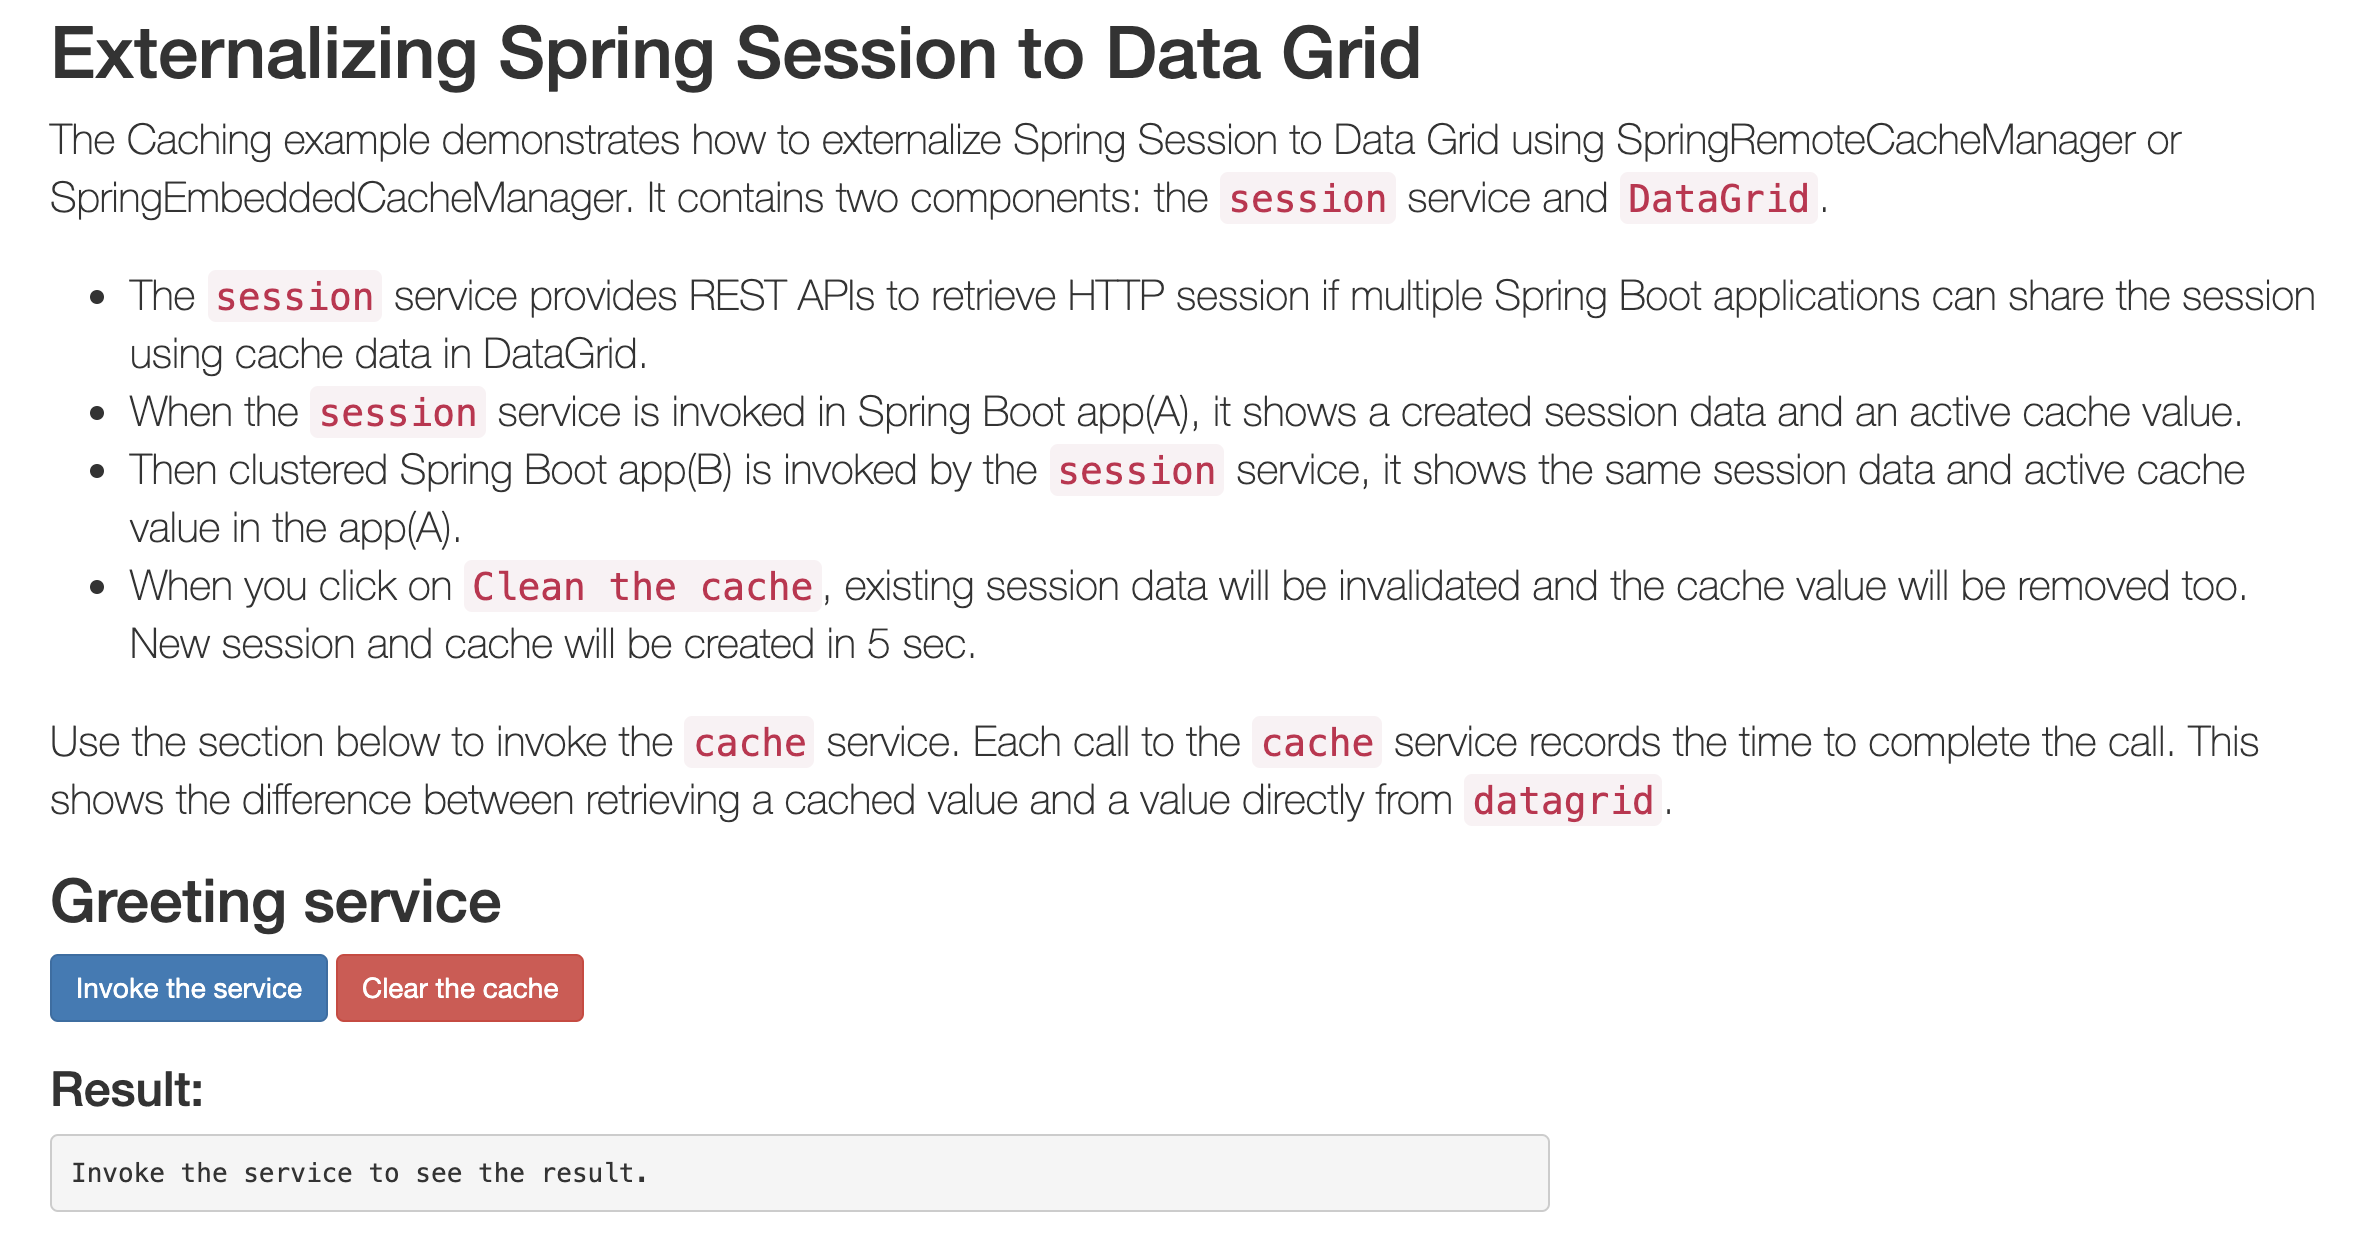 Externalizing Spring Session to Data Grid
The Caching example demonstrates how to externalize Spring Session to Data Grid using SpringRemoteCacheManager or
SpringEmbeddedCacheManager. It contains two components: the session service and DataGrid.
• The session service provides REST APIs to retrieve HTTP session if multiple Spring Boot applications can share the session
using cache data in DataGrid.
• When the session service is invoked in Spring Boot app(A), it shows a created session data and an active cache value.
• Then clustered Spring Boot app(B) is invoked by the session service, it shows the same session data and active cache
value in the app(A).
• When you click on Clean the cache, existing session data will be invalidated and the cache value will be removed too.
New session and cache will be created in 5 sec.
Use the section below to invoke the cache service. Each call to the cache service records the time to complete the call. This
shows the difference between retrieving a cached value and a value directly from datagrid.
Greeting service
Invoke the service Clear the cache
Result:
Invoke the service to see the result.